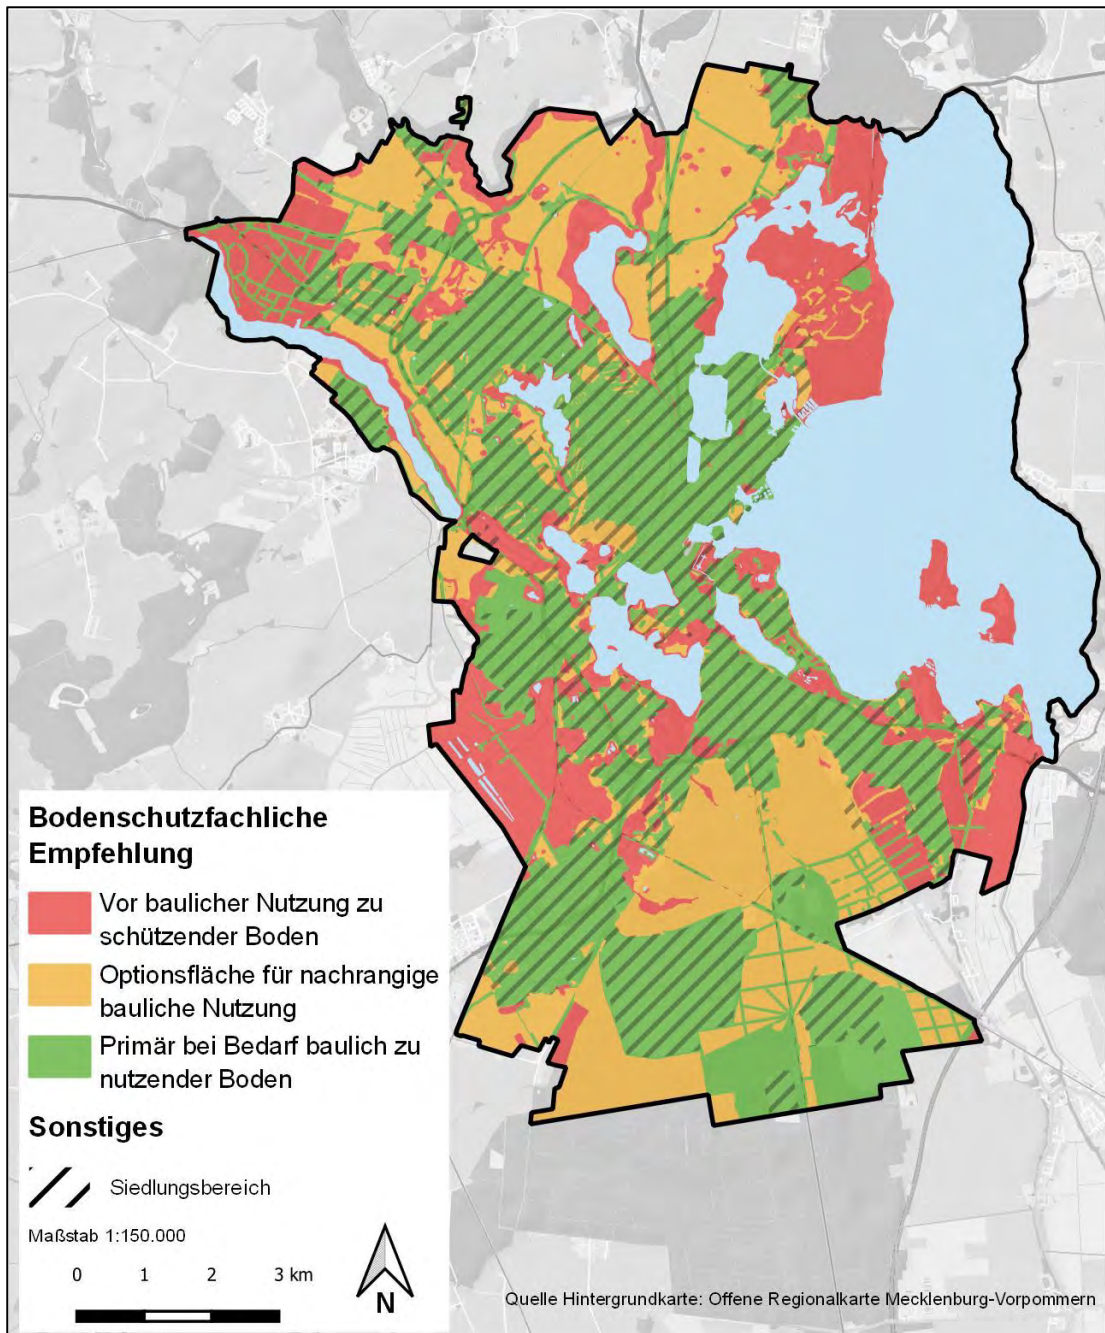 Bodenschutzfachliche
Empfehlung
Vor baulicher Nutzung zu
schützender Boden
Optionsfläche für nachrangige
bauliche Nutzung
Primär bei Bedarf baulich zu
nutzender Boden
Sonstiges
Siedlungsbereich
Maßstab 1:150.000
0 1 2 3 km
N
Quelle Hintergrundkarte: Offene Regionalkarte Mecklenburg-Vorpommern